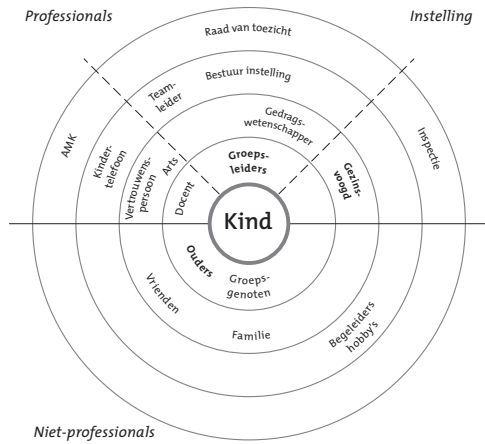 Professionals
Instelling
Raad van toezicht
Bestuur instelling
Team-
leider
Gedrags-
wetenschapper
AMK
Kinder-
telefoon
Vertrouwens-
persoon
Arts
Docent
Groeps-
leiders
Gezins-
voogd
Inspectie
Kind
Ouders
Groeps-
genoten
Vrienden
Familie
Begeleiders
hobby's
Niet-professionals